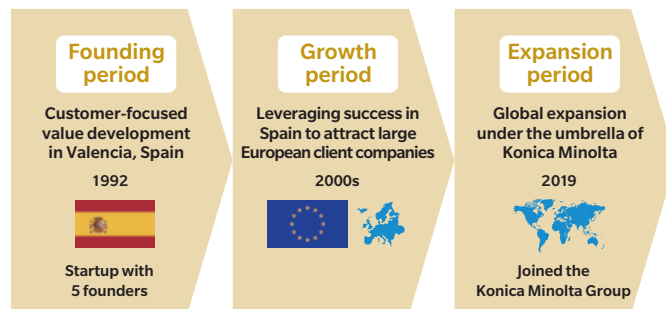 Founding
period
Customer-focused
value development
in Valencia, Spain
1992
Startup with
5 founders
Growth
period
Leveraging success in
Spain to attract large
European client companies
2000s
Expansion
period
Global expansion
under the umbrella of
Konica Minolta
2019
Joined the
Konica Minolta Group